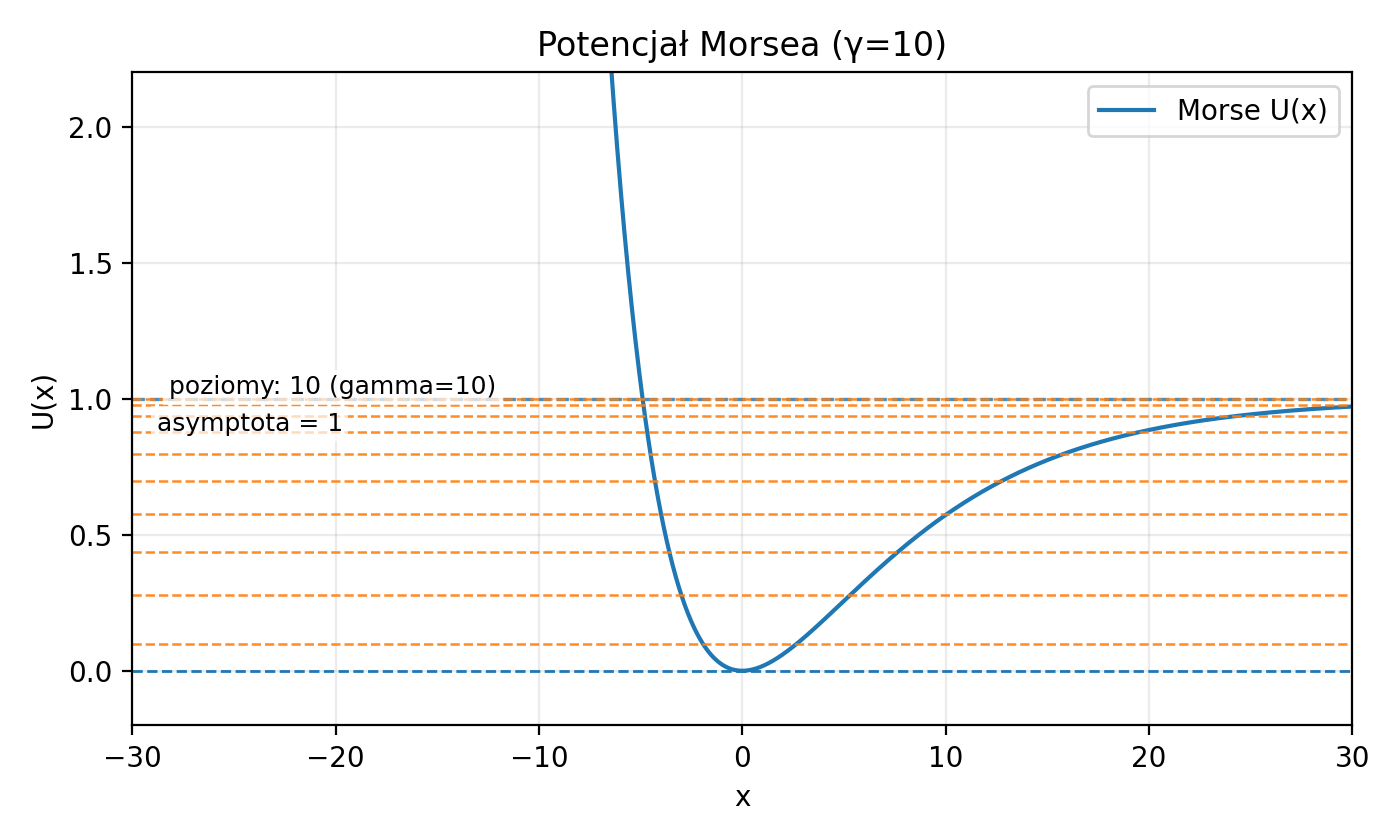 Potencjał Morsea (γ=10)
Morse U(x)
U(x)
2.0
1.5
1.0
0.5
0.0
poziomy: 10 (gamma=10)
asymptota = 1
−30
−20
−10
0
10
20
30
x